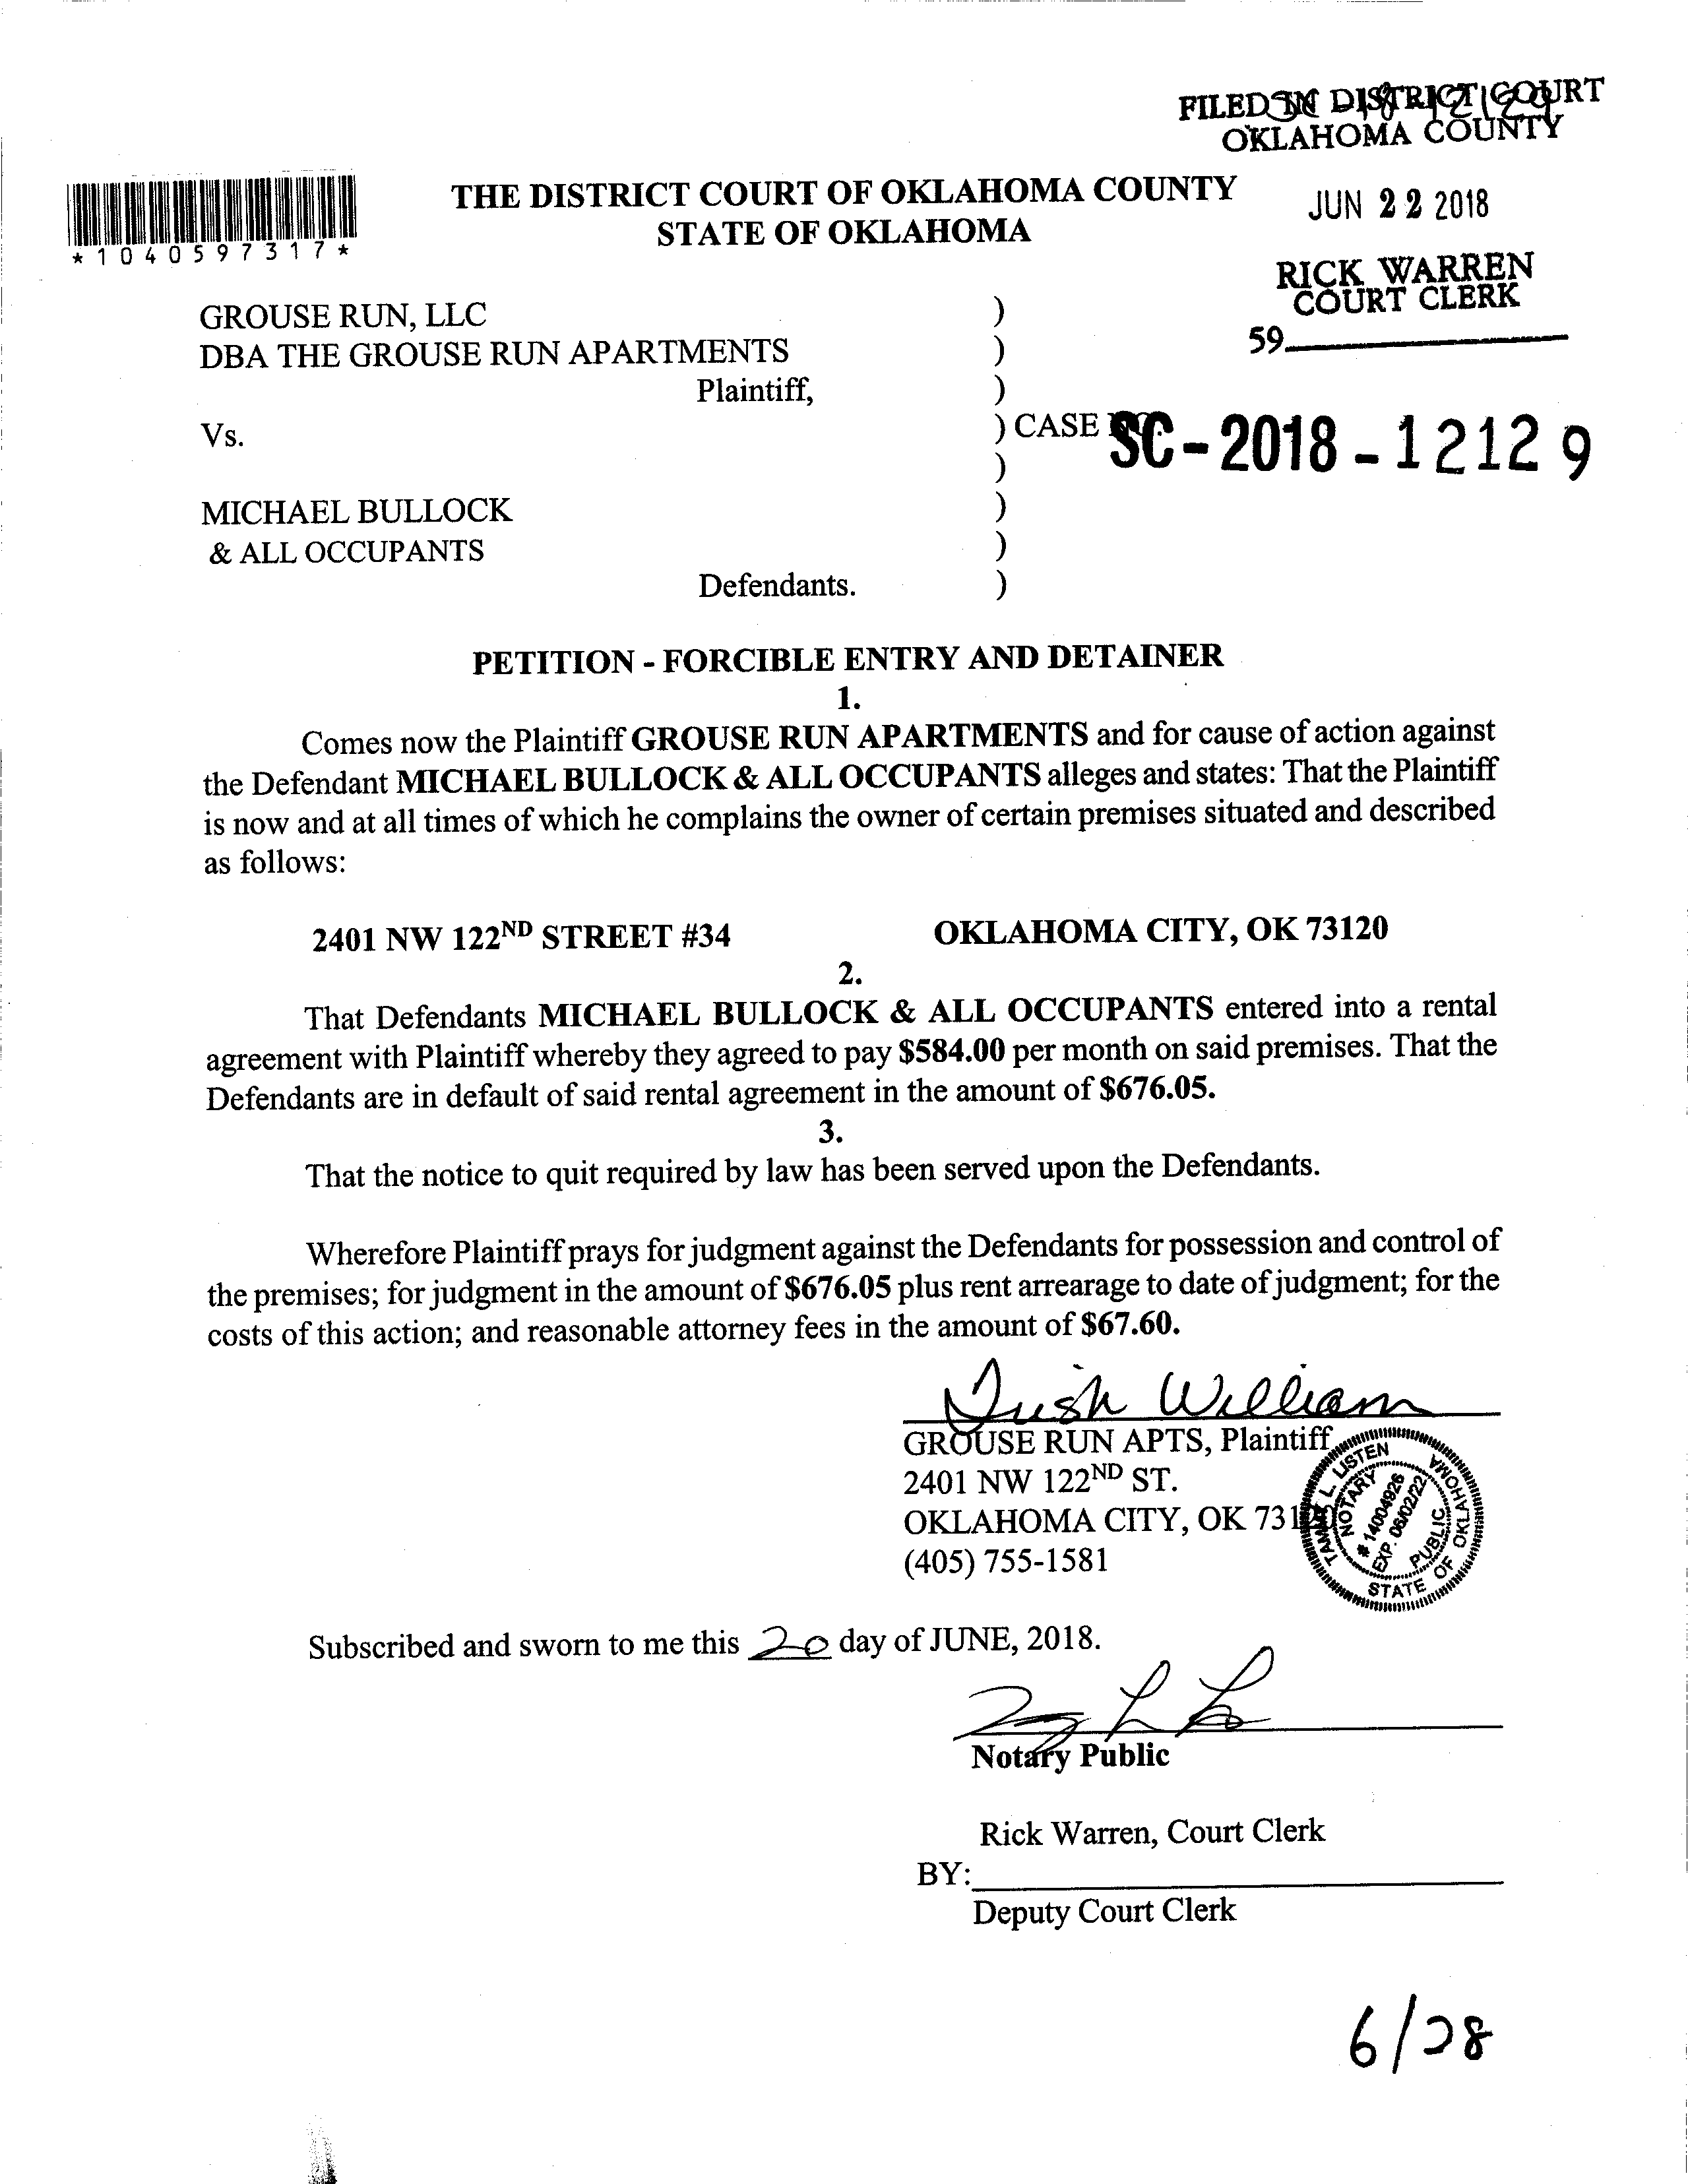 FILED IN DISTRICT COURT
OKLAHOMA COUNTY
JUN 22 2018
RICK WARREN
COURT CLERK
59
*1040597317*
THE DISTRICT COURT OF OKLAHOMA COUNTY
STATE OF OKLAHOMA
GROUSE RUN, LLC )
DBA THE GROUSE RUN APARTMENTS )
Plaintiff, )
Vs. ) CASE SC-2018-12129
)
MICHAEL BULLOCK )
& ALL OCCUPANTS )
Defendants. )
PETITION - FORCIBLE ENTRY AND DETAINER
1.
Comes now the Plaintiff GROUSE RUN APARTMENTS and for cause of action against
the Defendant MICHAEL BULLOCK & ALL OCCUPANTS alleges and states: That the Plaintiff
is now and at all times of which he complains the owner of certain premises situated and described
as follows:
2401 NW 122ND STREET #34 OKLAHOMA CITY, OK 73120
2.
That Defendants MICHAEL BULLOCK & ALL OCCUPANTS entered into a rental
agreement with Plaintiff whereby they agreed to pay $584.00 per month on said premises. That the
Defendants are in default of said rental agreement in the amount of $676.05.
3.
That the notice to quit required by law has been served upon the Defendants.
Wherefore Plaintiff prays for judgment against the Defendants for possession and control of
the premises; for judgment in the amount of $676.05 plus rent arrearage to date of judgment; for the
costs of this action; and reasonable attorney fees in the amount of $67.60.
Trish William
GROUSE RUN APTS, Plaintiff
2401 NW 122ND ST.
OKLAHOMA CITY, OK 73120
(405) 755-1581
L. LISTEN
NOTARY
# 14004926
EXP. 06/02/22
PUBLIC
STATE OF OKLAHOMA
Subscribed and sworn to me this 20 day of JUNE, 2018.
Notary Public
Rick Warren, Court Clerk
BY:
Deputy Court Clerk
6/28